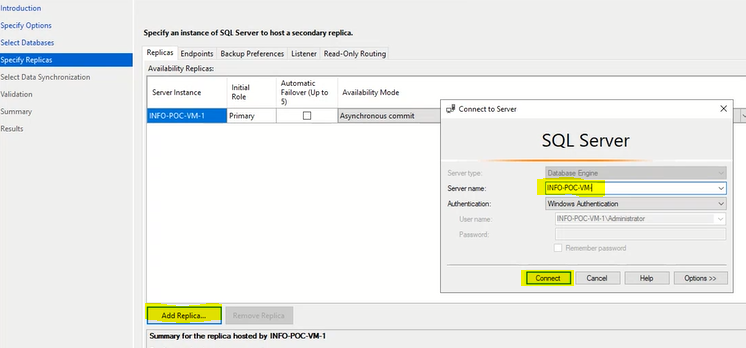 Introduction
Specify Options
Select Databases
Specify Replicas
Select Data Synchronization
Validation
Summary
Results
Specify an instance of SQL Server to host a secondary replica.
Replicas Endpoints Backup Preferences Listener Read-Only Routing
Availability Replicas:
Server Instance Initial Role Automatic Failover (Up to 5) Availability Mode
INFO-POC-VM-1 Primary Asynchronous commit
Add Replica... Remove Replica
Summary for the replica hosted by INFO-POC-VM-1
Connect to Server
SQL Server
Server type: Database Engine
Server name: INFO-POC-VM-
Authentication: Windows Authentication
User name: INFO-POC-VM-1\Administrator
Password:
Remember password
Connect Cancel Help Options >>